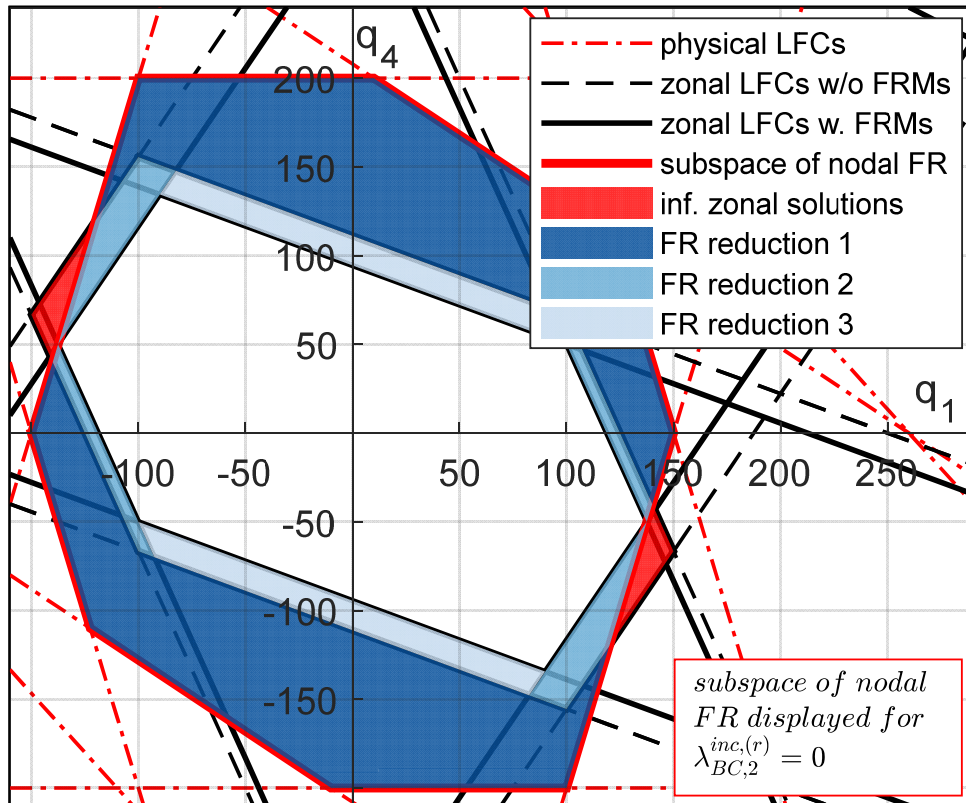 q4
physical LFCs
zonal LFCs w/o FRMs
zonal LFCs w. FRMs
subspace of nodal FR
inf. zonal solutions
FR reduction 1
FR reduction 2
FR reduction 3
200
150
100
50
q1
-100 -50 50 100 150 200 250
-50
-100
-150
subspace of nodal
FR displayed for
λ_{BC,2}^{inc,(r)} = 0